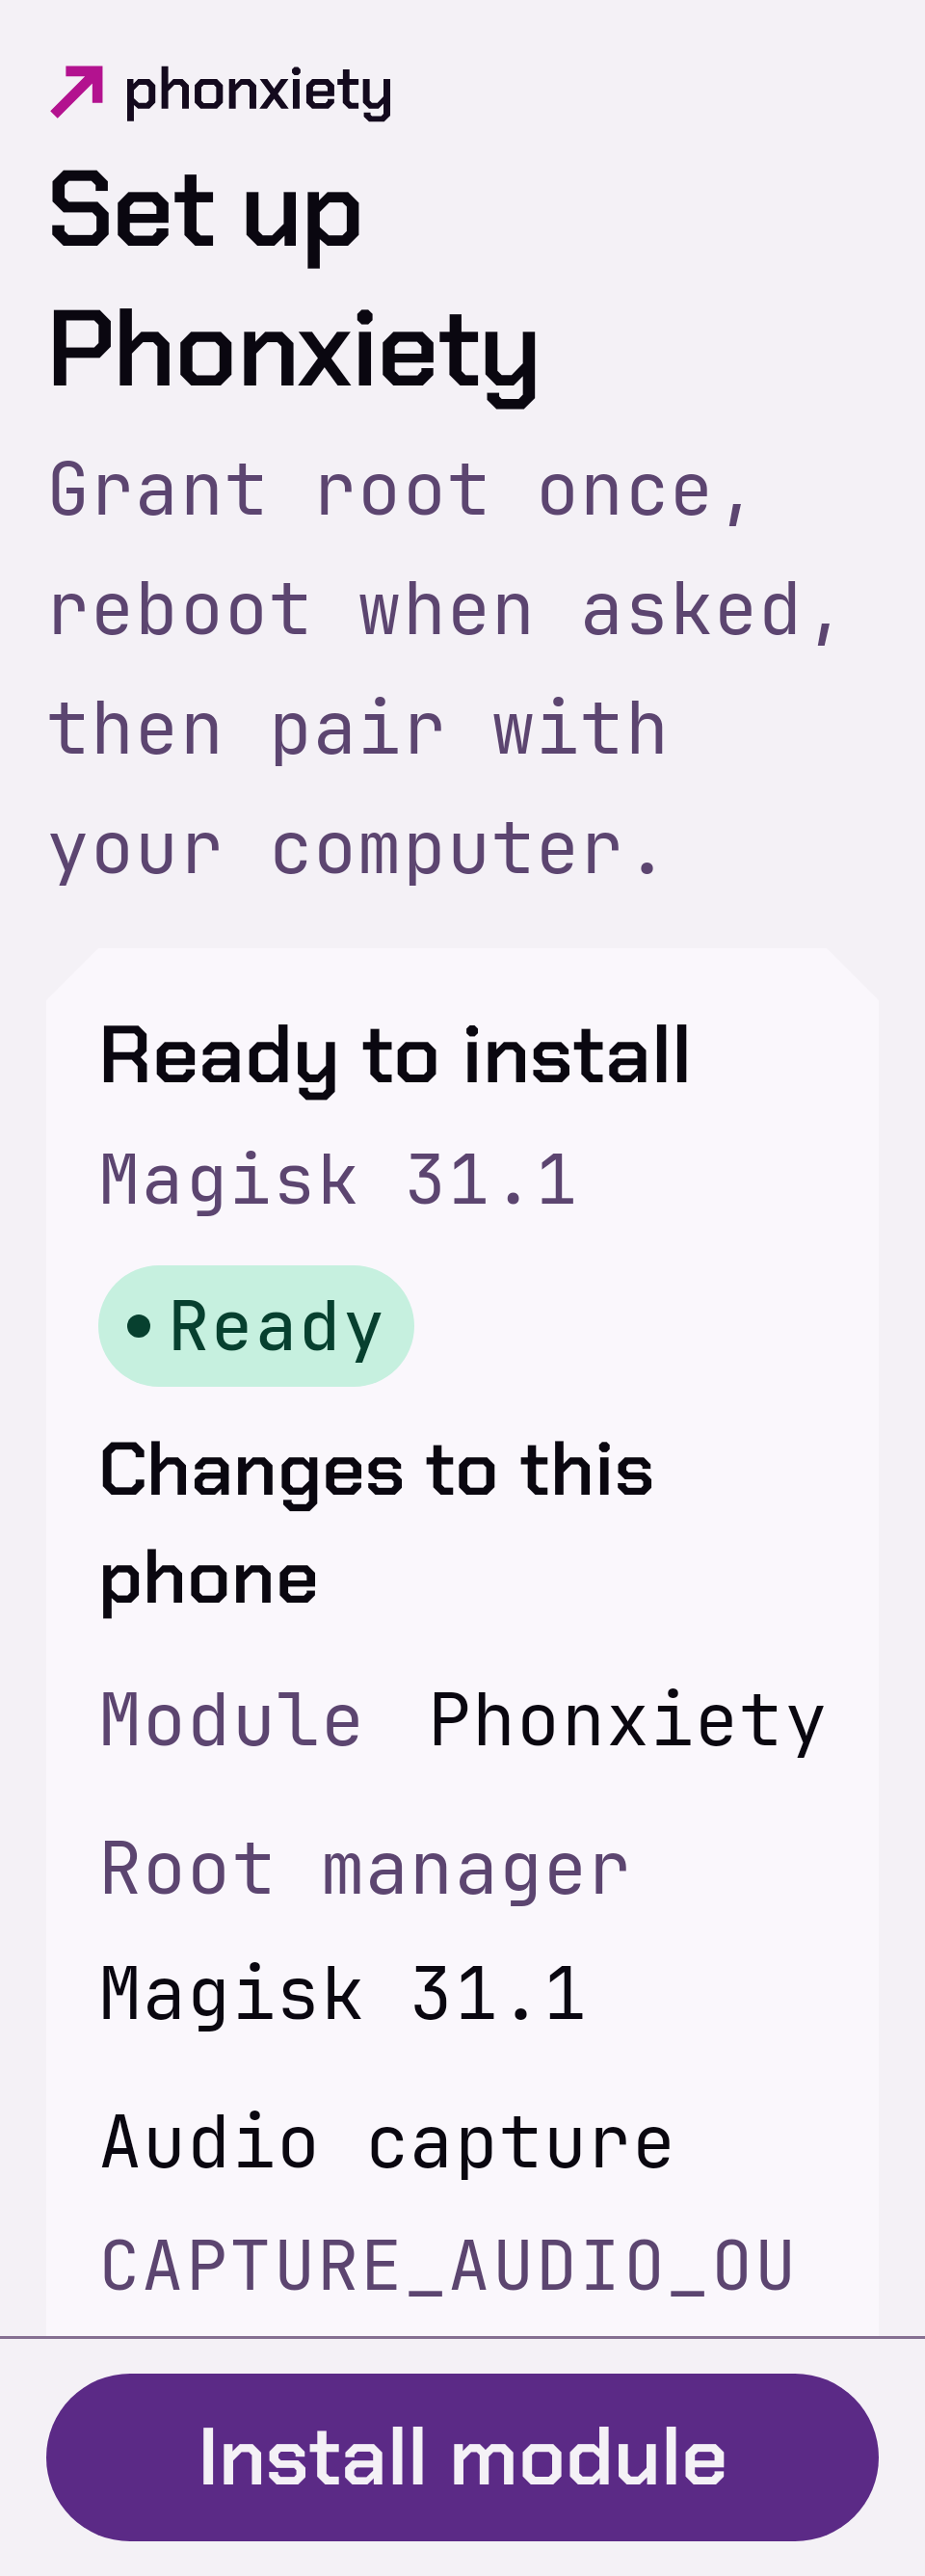 phonxiety
Set up
Phonxiety
Grant root once,
reboot when asked,
then pair with
your computer.
Ready to install
Magisk 31.1
Ready
Changes to this
phone
Module Phonxiety
Root manager
Magisk 31.1
Audio capture
CAPTURE_AUDIO_OU
Install module